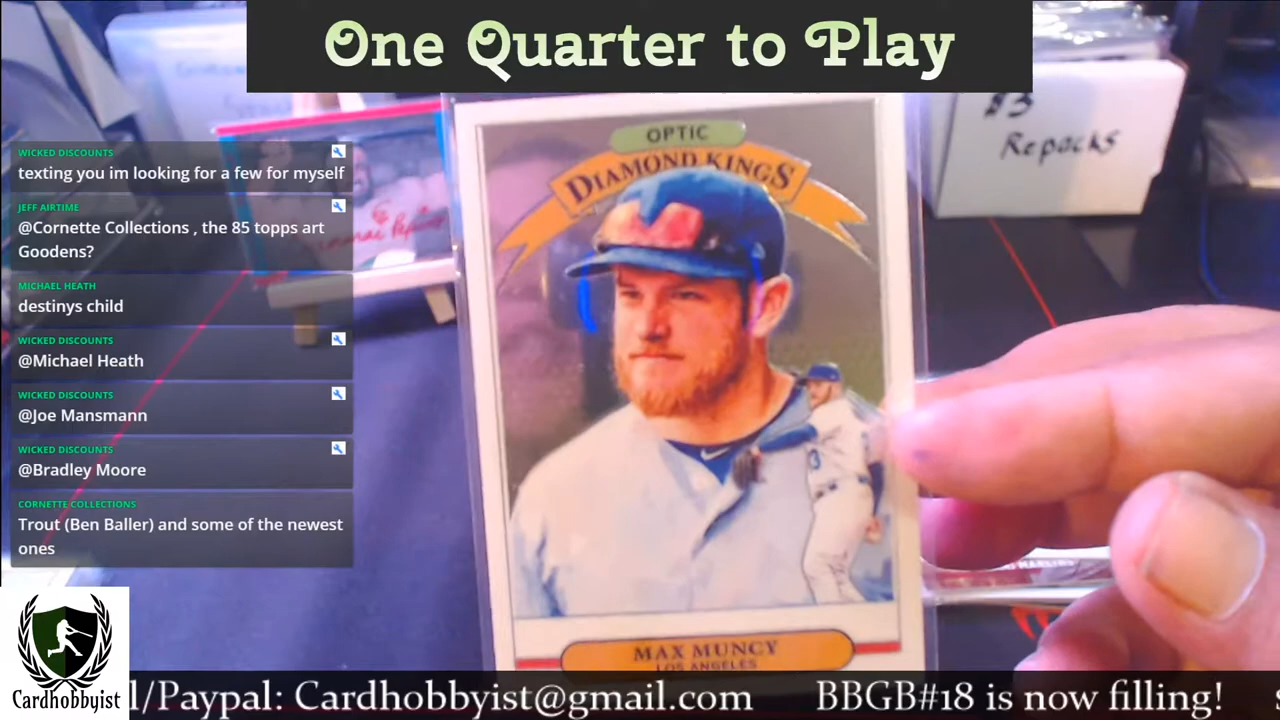 One Quarter to Play
#3
Repacks
WICKED DISCOUNTS
texting you im looking for a few for myself
JEFF AIRTIME
@Cornette Collections , the 85 topps art
Goodens?
MICHAEL HEATH
destinys child
WICKED DISCOUNTS
@Michael Heath
WICKED DISCOUNTS
@Joe Mansmann
WICKED DISCOUNTS
@Bradley Moore
CORNETTE COLLECTIONS
Trout (Ben Baller) and some of the newest
ones
OPTIC
DIAMOND KINGS
13
MAX MUNCY
LOS ANGELES
MARLINS
Cardhobbyist
l/Paypal: Cardhobbyist@gmail.com BBGB#18 is now filling!